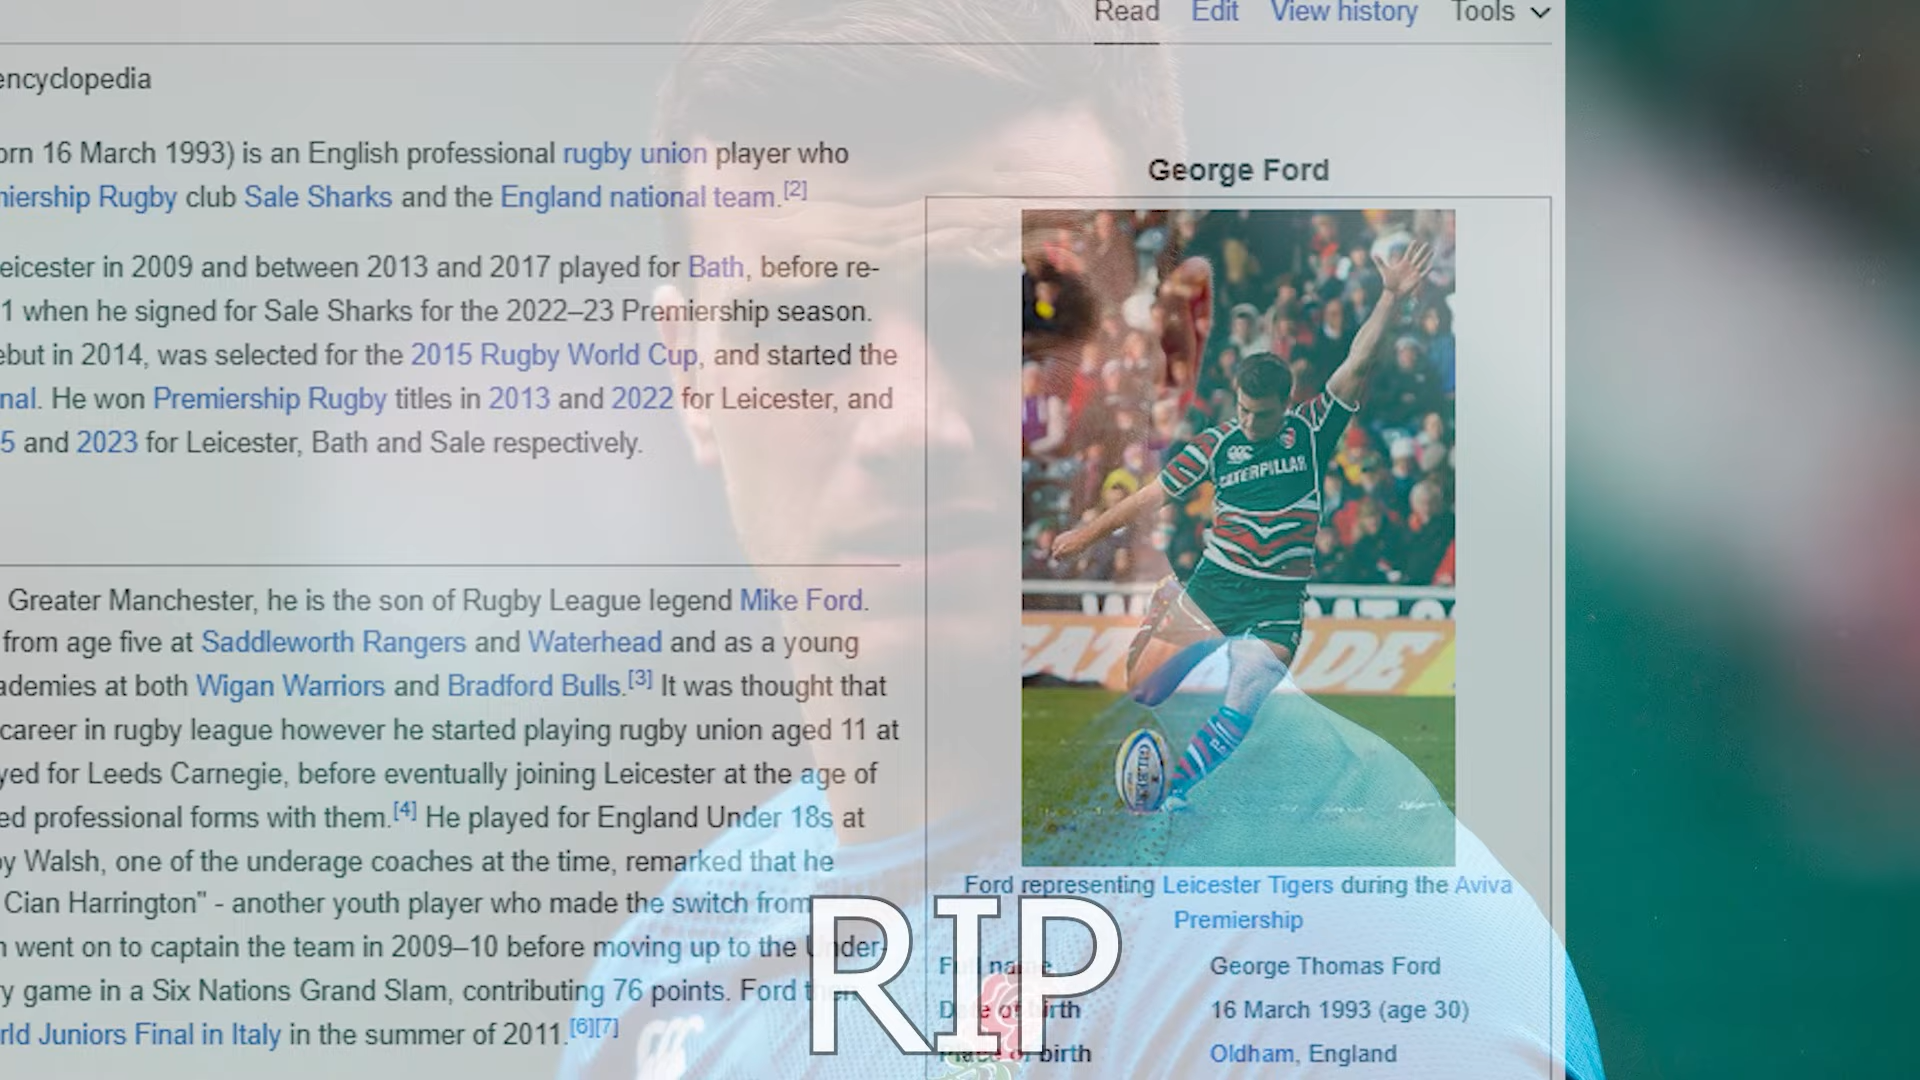 Read Edit View history Tools
encyclopedia
orn 16 March 1993) is an English professional rugby union player who
miership Rugby club Sale Sharks and the England national team.[2]
eicester in 2009 and between 2013 and 2017 played for Bath, before re-
1 when he signed for Sale Sharks for the 2022–23 Premiership season.
ebut in 2014, was selected for the 2015 Rugby World Cup, and started the
nal. He won Premiership Rugby titles in 2013 and 2022 for Leicester, and
5 and 2023 for Leicester, Bath and Sale respectively.
Greater Manchester, he is the son of Rugby League legend Mike Ford.
from age five at Saddleworth Rangers and Waterhead and as a young
ademies at both Wigan Warriors and Bradford Bulls.[3] It was thought that
career in rugby league however he started playing rugby union aged 11 at
yed for Leeds Carnegie, before eventually joining Leicester at the age of
ed professional forms with them.[4] He played for England Under 18s at
by Walsh, one of the underage coaches at the time, remarked that he
Cian Harrington" - another youth player who made the switch from
n went on to captain the team in 2009–10 before moving up to the Under-
y game in a Six Nations Grand Slam, contributing 76 points. Ford then
rld Juniors Final in Italy in the summer of 2011.[6][7]
George Ford
CATERPILLAR
Ford representing Leicester Tigers during the Aviva
Premiership
Full name George Thomas Ford
Date of birth 16 March 1993 (age 30)
Place of birth Oldham, England
RIP